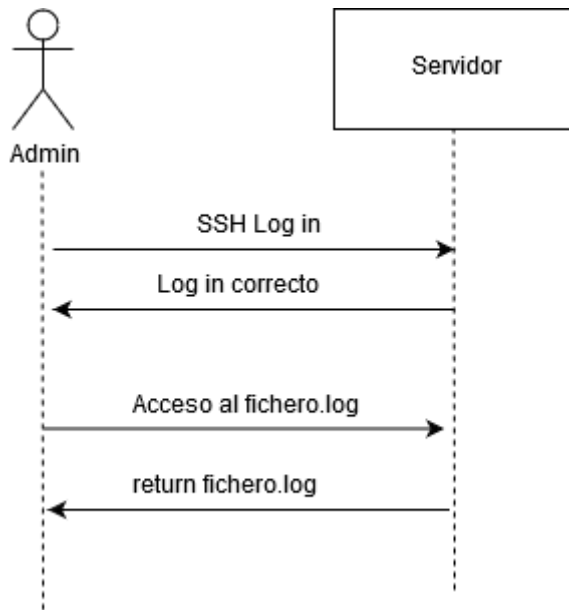 Servidor
Admin
SSH Log in
Log in correcto
Acceso al fichero.log
return fichero.log